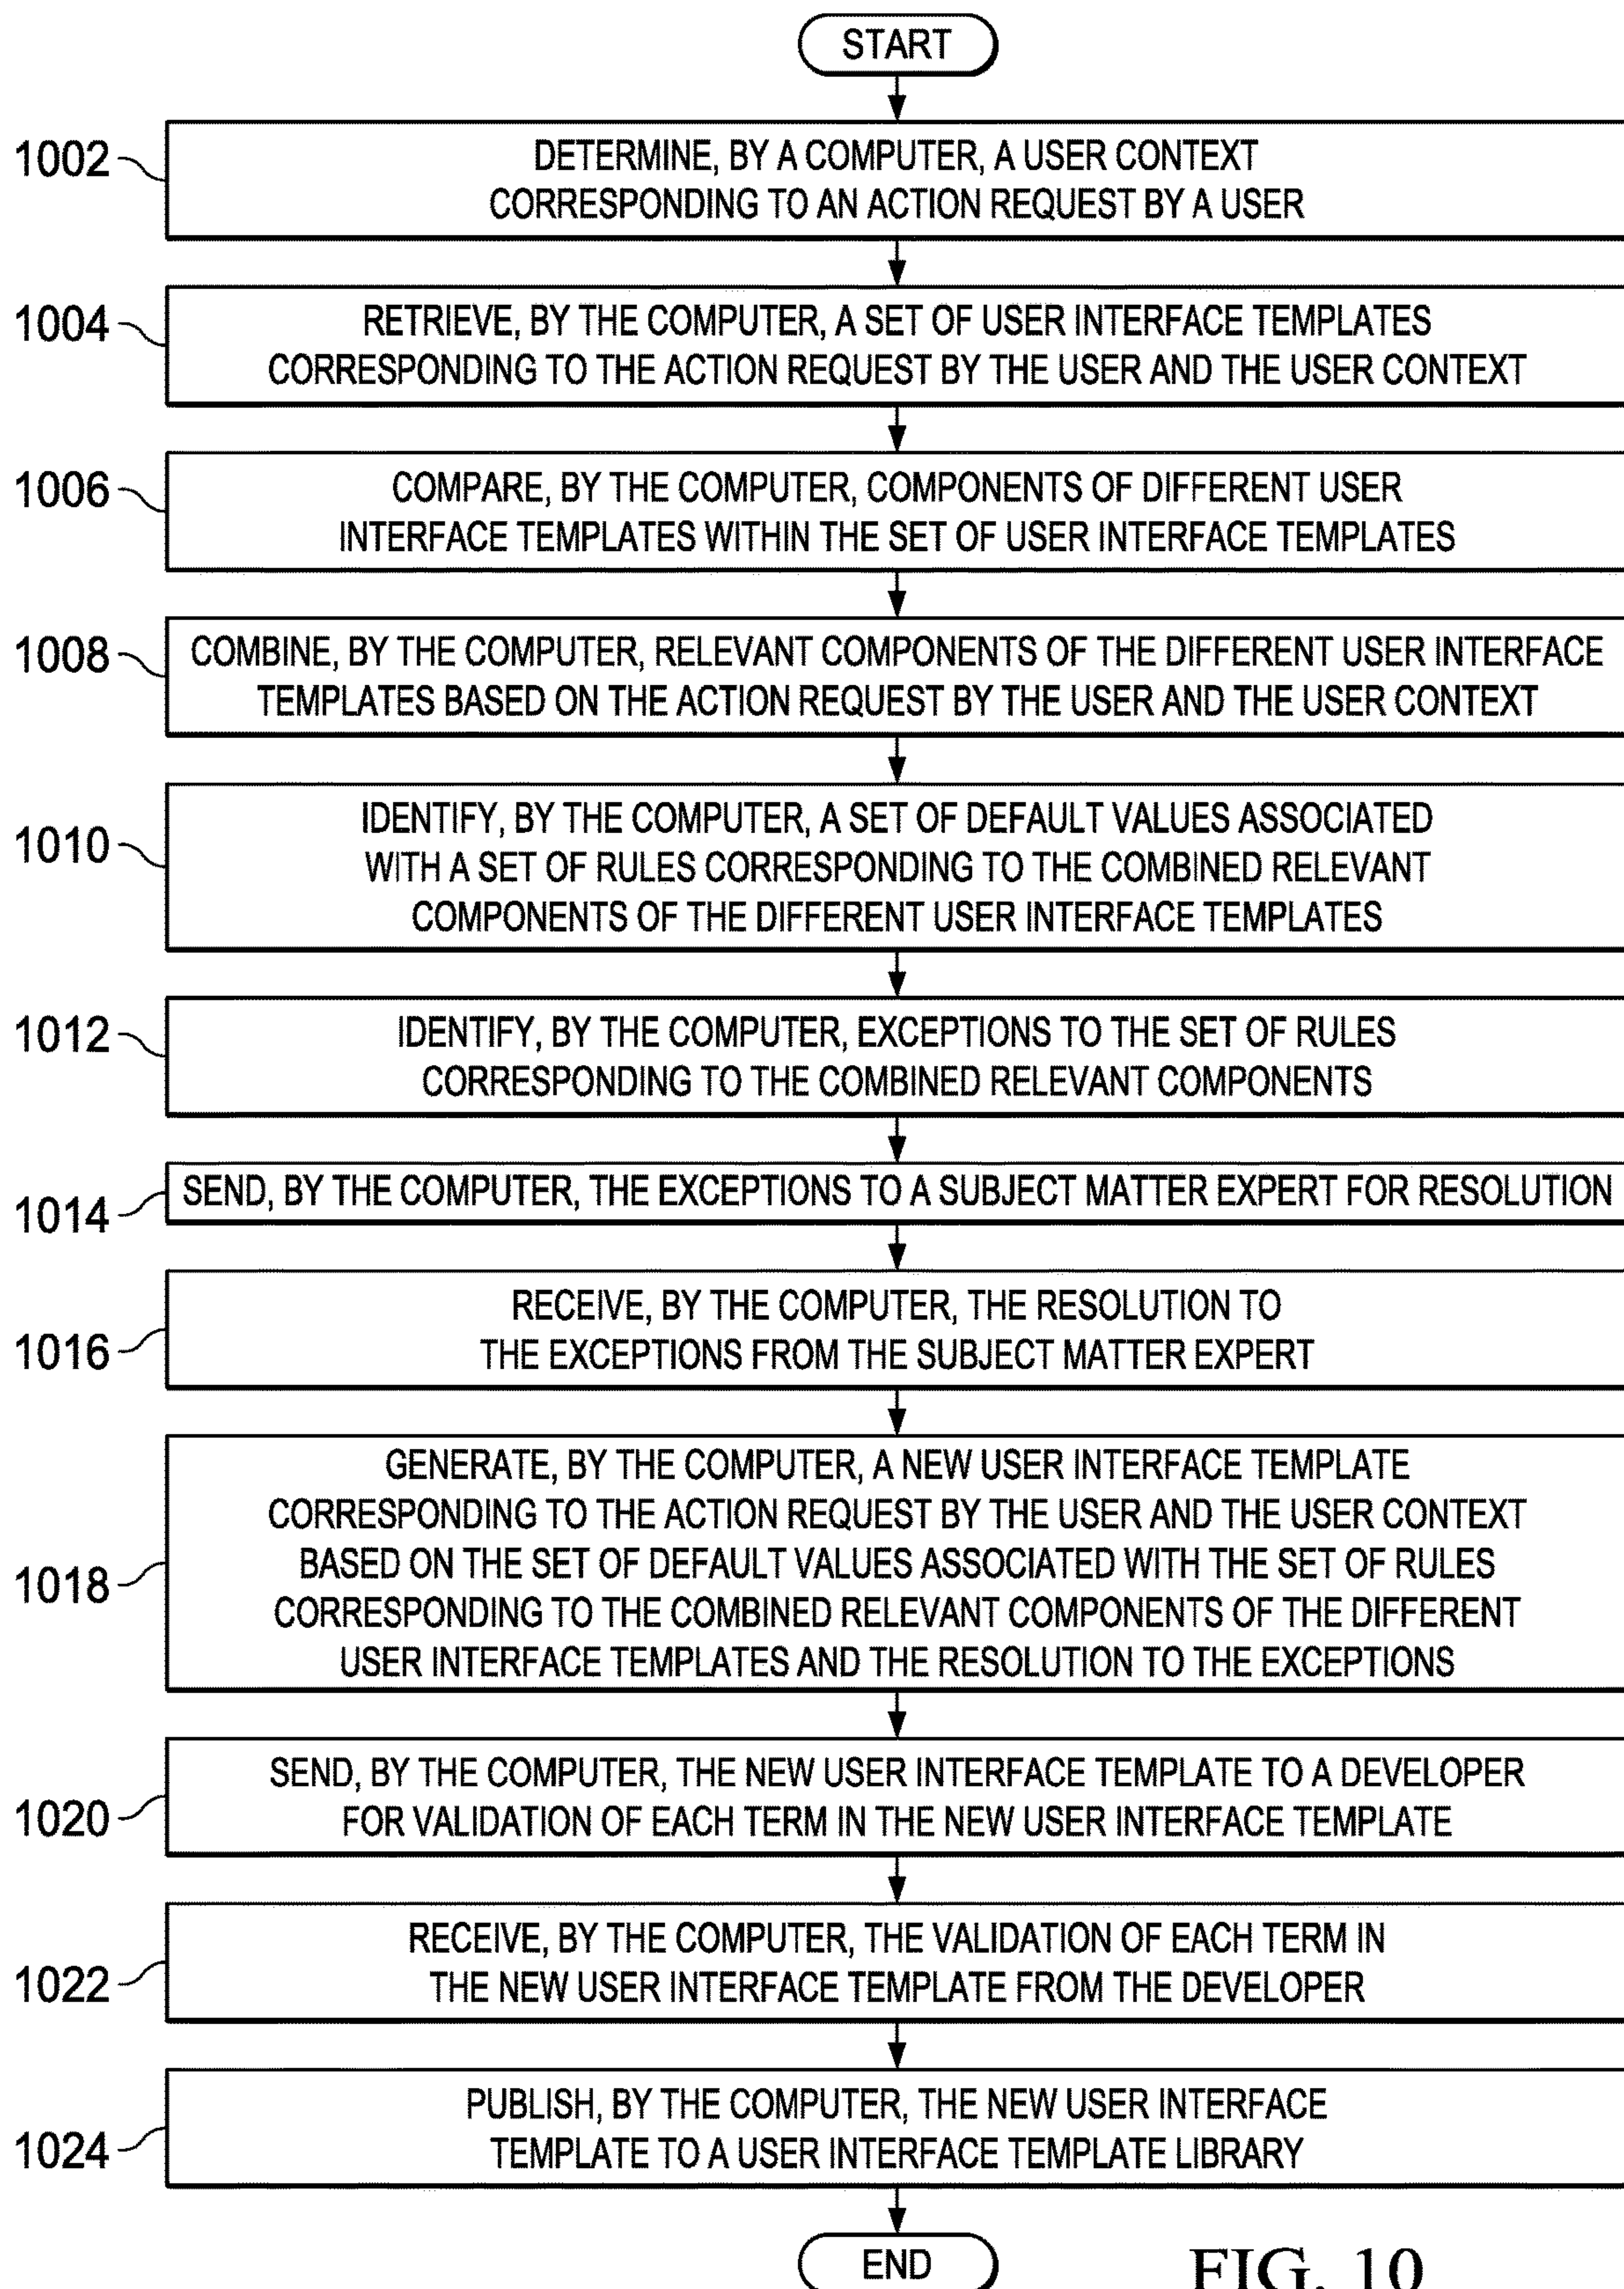 START
1002
DETERMINE, BY A COMPUTER, A USER CONTEXT
CORRESPONDING TO AN ACTION REQUEST BY A USER
1004
RETRIEVE, BY THE COMPUTER, A SET OF USER INTERFACE TEMPLATES
CORRESPONDING TO THE ACTION REQUEST BY THE USER AND THE USER CONTEXT
1006
COMPARE, BY THE COMPUTER, COMPONENTS OF DIFFERENT USER
INTERFACE TEMPLATES WITHIN THE SET OF USER INTERFACE TEMPLATES
1008
COMBINE, BY THE COMPUTER, RELEVANT COMPONENTS OF THE DIFFERENT USER INTERFACE
TEMPLATES BASED ON THE ACTION REQUEST BY THE USER AND THE USER CONTEXT
1010
IDENTIFY, BY THE COMPUTER, A SET OF DEFAULT VALUES ASSOCIATED
WITH A SET OF RULES CORRESPONDING TO THE COMBINED RELEVANT
COMPONENTS OF THE DIFFERENT USER INTERFACE TEMPLATES
1012
IDENTIFY, BY THE COMPUTER, EXCEPTIONS TO THE SET OF RULES
CORRESPONDING TO THE COMBINED RELEVANT COMPONENTS
1014
SEND, BY THE COMPUTER, THE EXCEPTIONS TO A SUBJECT MATTER EXPERT FOR RESOLUTION
1016
RECEIVE, BY THE COMPUTER, THE RESOLUTION TO
THE EXCEPTIONS FROM THE SUBJECT MATTER EXPERT
1018
GENERATE, BY THE COMPUTER, A NEW USER INTERFACE TEMPLATE
CORRESPONDING TO THE ACTION REQUEST BY THE USER AND THE USER CONTEXT
BASED ON THE SET OF DEFAULT VALUES ASSOCIATED WITH THE SET OF RULES
CORRESPONDING TO THE COMBINED RELEVANT COMPONENTS OF THE DIFFERENT
USER INTERFACE TEMPLATES AND THE RESOLUTION TO THE EXCEPTIONS
1020
SEND, BY THE COMPUTER, THE NEW USER INTERFACE TEMPLATE TO A DEVELOPER
FOR VALIDATION OF EACH TERM IN THE NEW USER INTERFACE TEMPLATE
1022
RECEIVE, BY THE COMPUTER, THE VALIDATION OF EACH TERM IN
THE NEW USER INTERFACE TEMPLATE FROM THE DEVELOPER
1024
PUBLISH, BY THE COMPUTER, THE NEW USER INTERFACE
TEMPLATE TO A USER INTERFACE TEMPLATE LIBRARY
END
FIG. 10